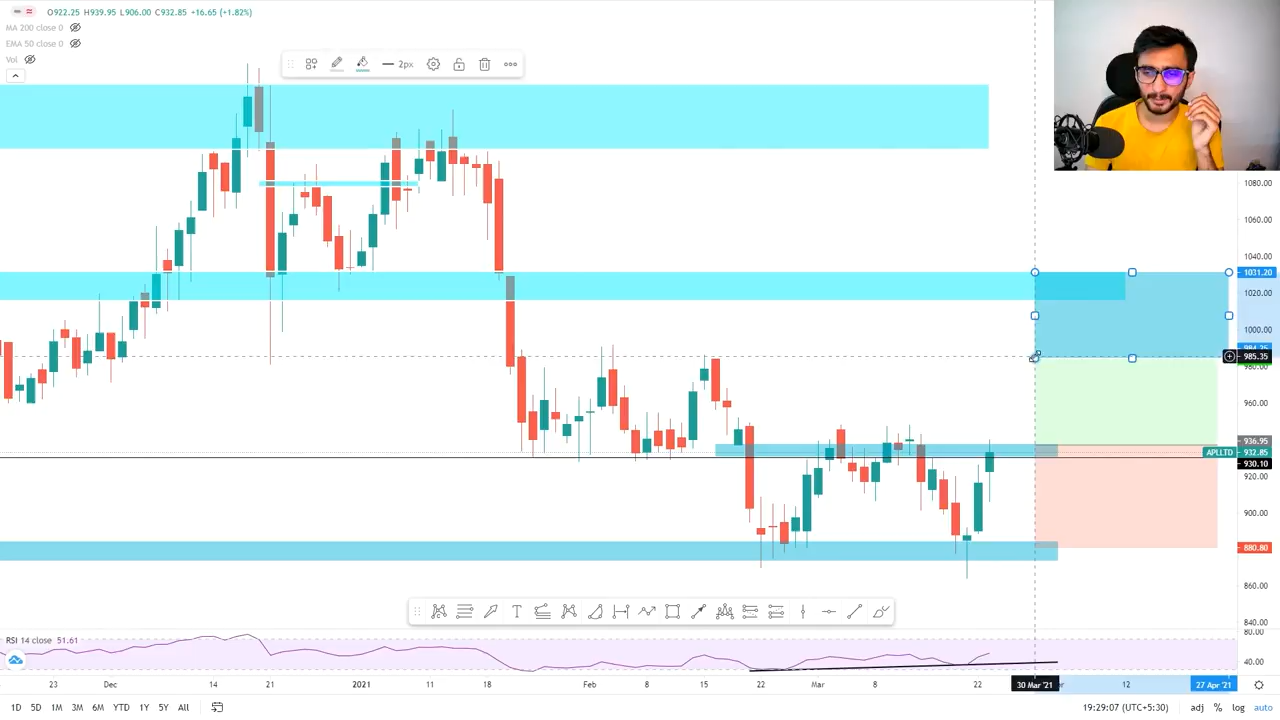 O922.25 H939.95 L906.00 C932.85 +16.65 (+1.82%)
MA 200 close 0
EMA 50 close 0
Vol
2px
1080.00
1060.00
1040.00
1031.20
1020.00
1000.00
985.35
980.00
960.00
936.95
APLLTD 932.85
930.10
920.00
900.00
880.80
860.00
840.00
RSI 14 close 51.61
80.00
40.00
23 Dec 14 21 2021 11 18 Feb 8 15 22 Mar 8 22 30 Mar '21 12 27 Apr '21
1D 5D 1M 3M 6M YTD 1Y 5Y All
19:29:07 (UTC+5:30) adj % log auto